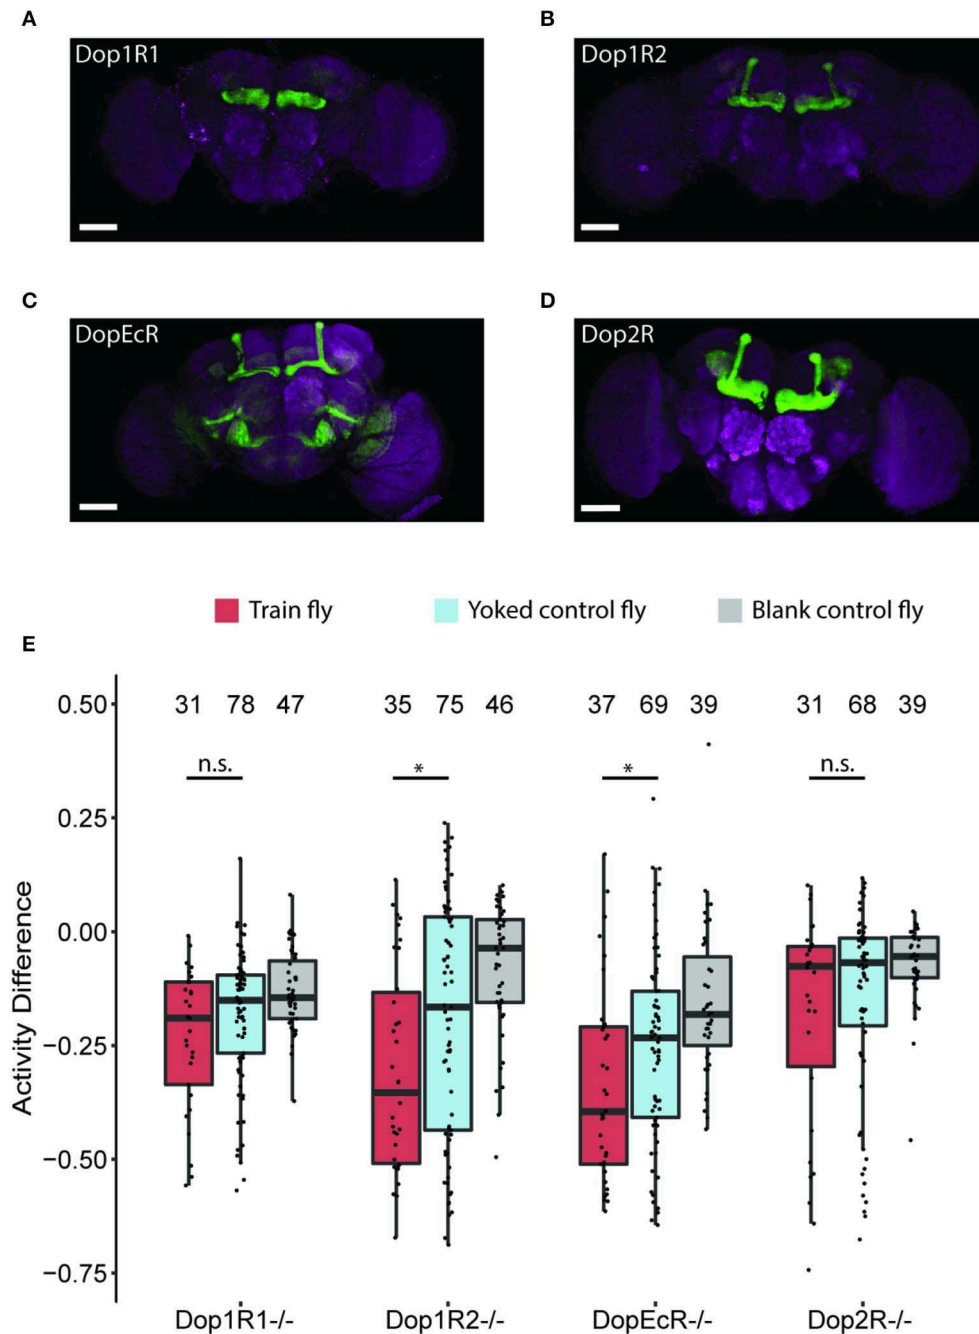 A
Dop1R1
B
Dop1R2
C
DopEcR
D
Dop2R
Train fly
Yoked control fly
Blank control fly
E
Activity Difference
0.50
0.25
0.00
−0.25
−0.50
−0.75
31 78 47
n.s.
35 75 46
*
37 69 39
*
31 68 39
n.s.
Dop1R1-/-
Dop1R2-/-
DopEcR-/-
Dop2R-/-